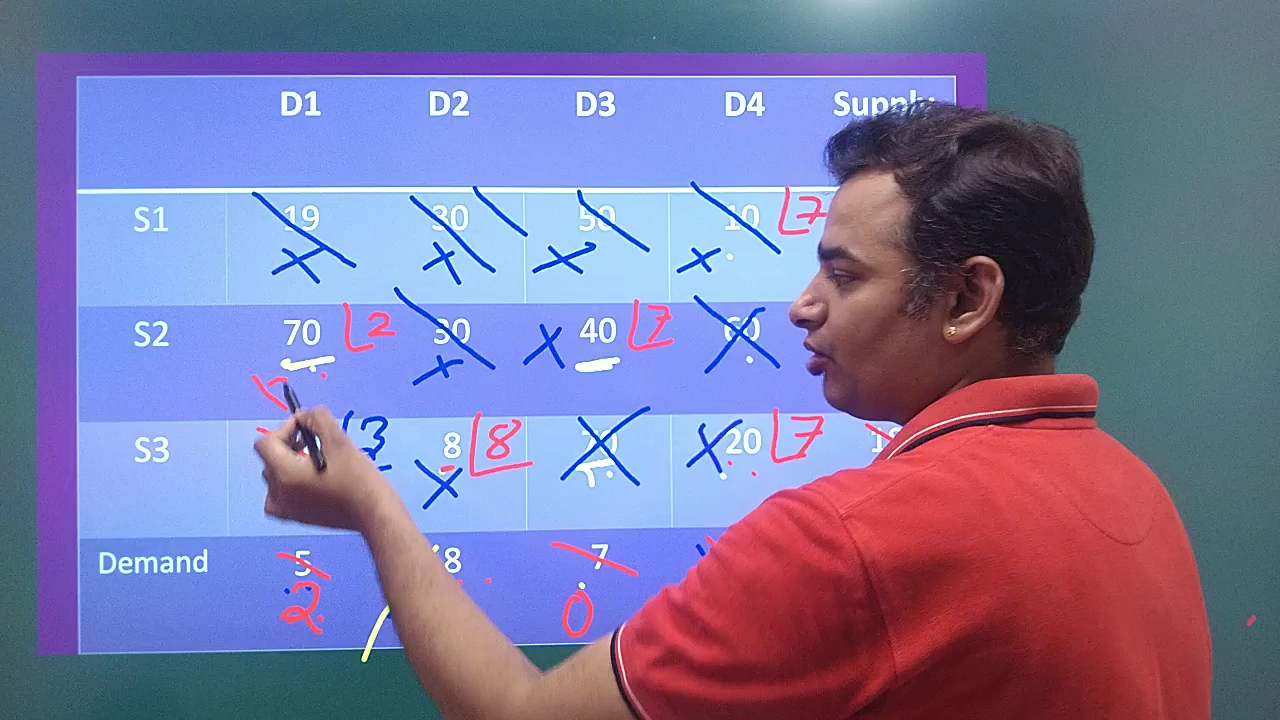 D1 D2 D3 D4 Supply
S1 19 30 50 10 7
S2 70 2 30 40 7 60
S3 3 8 8 20 7
Demand 5 8 7
2 0